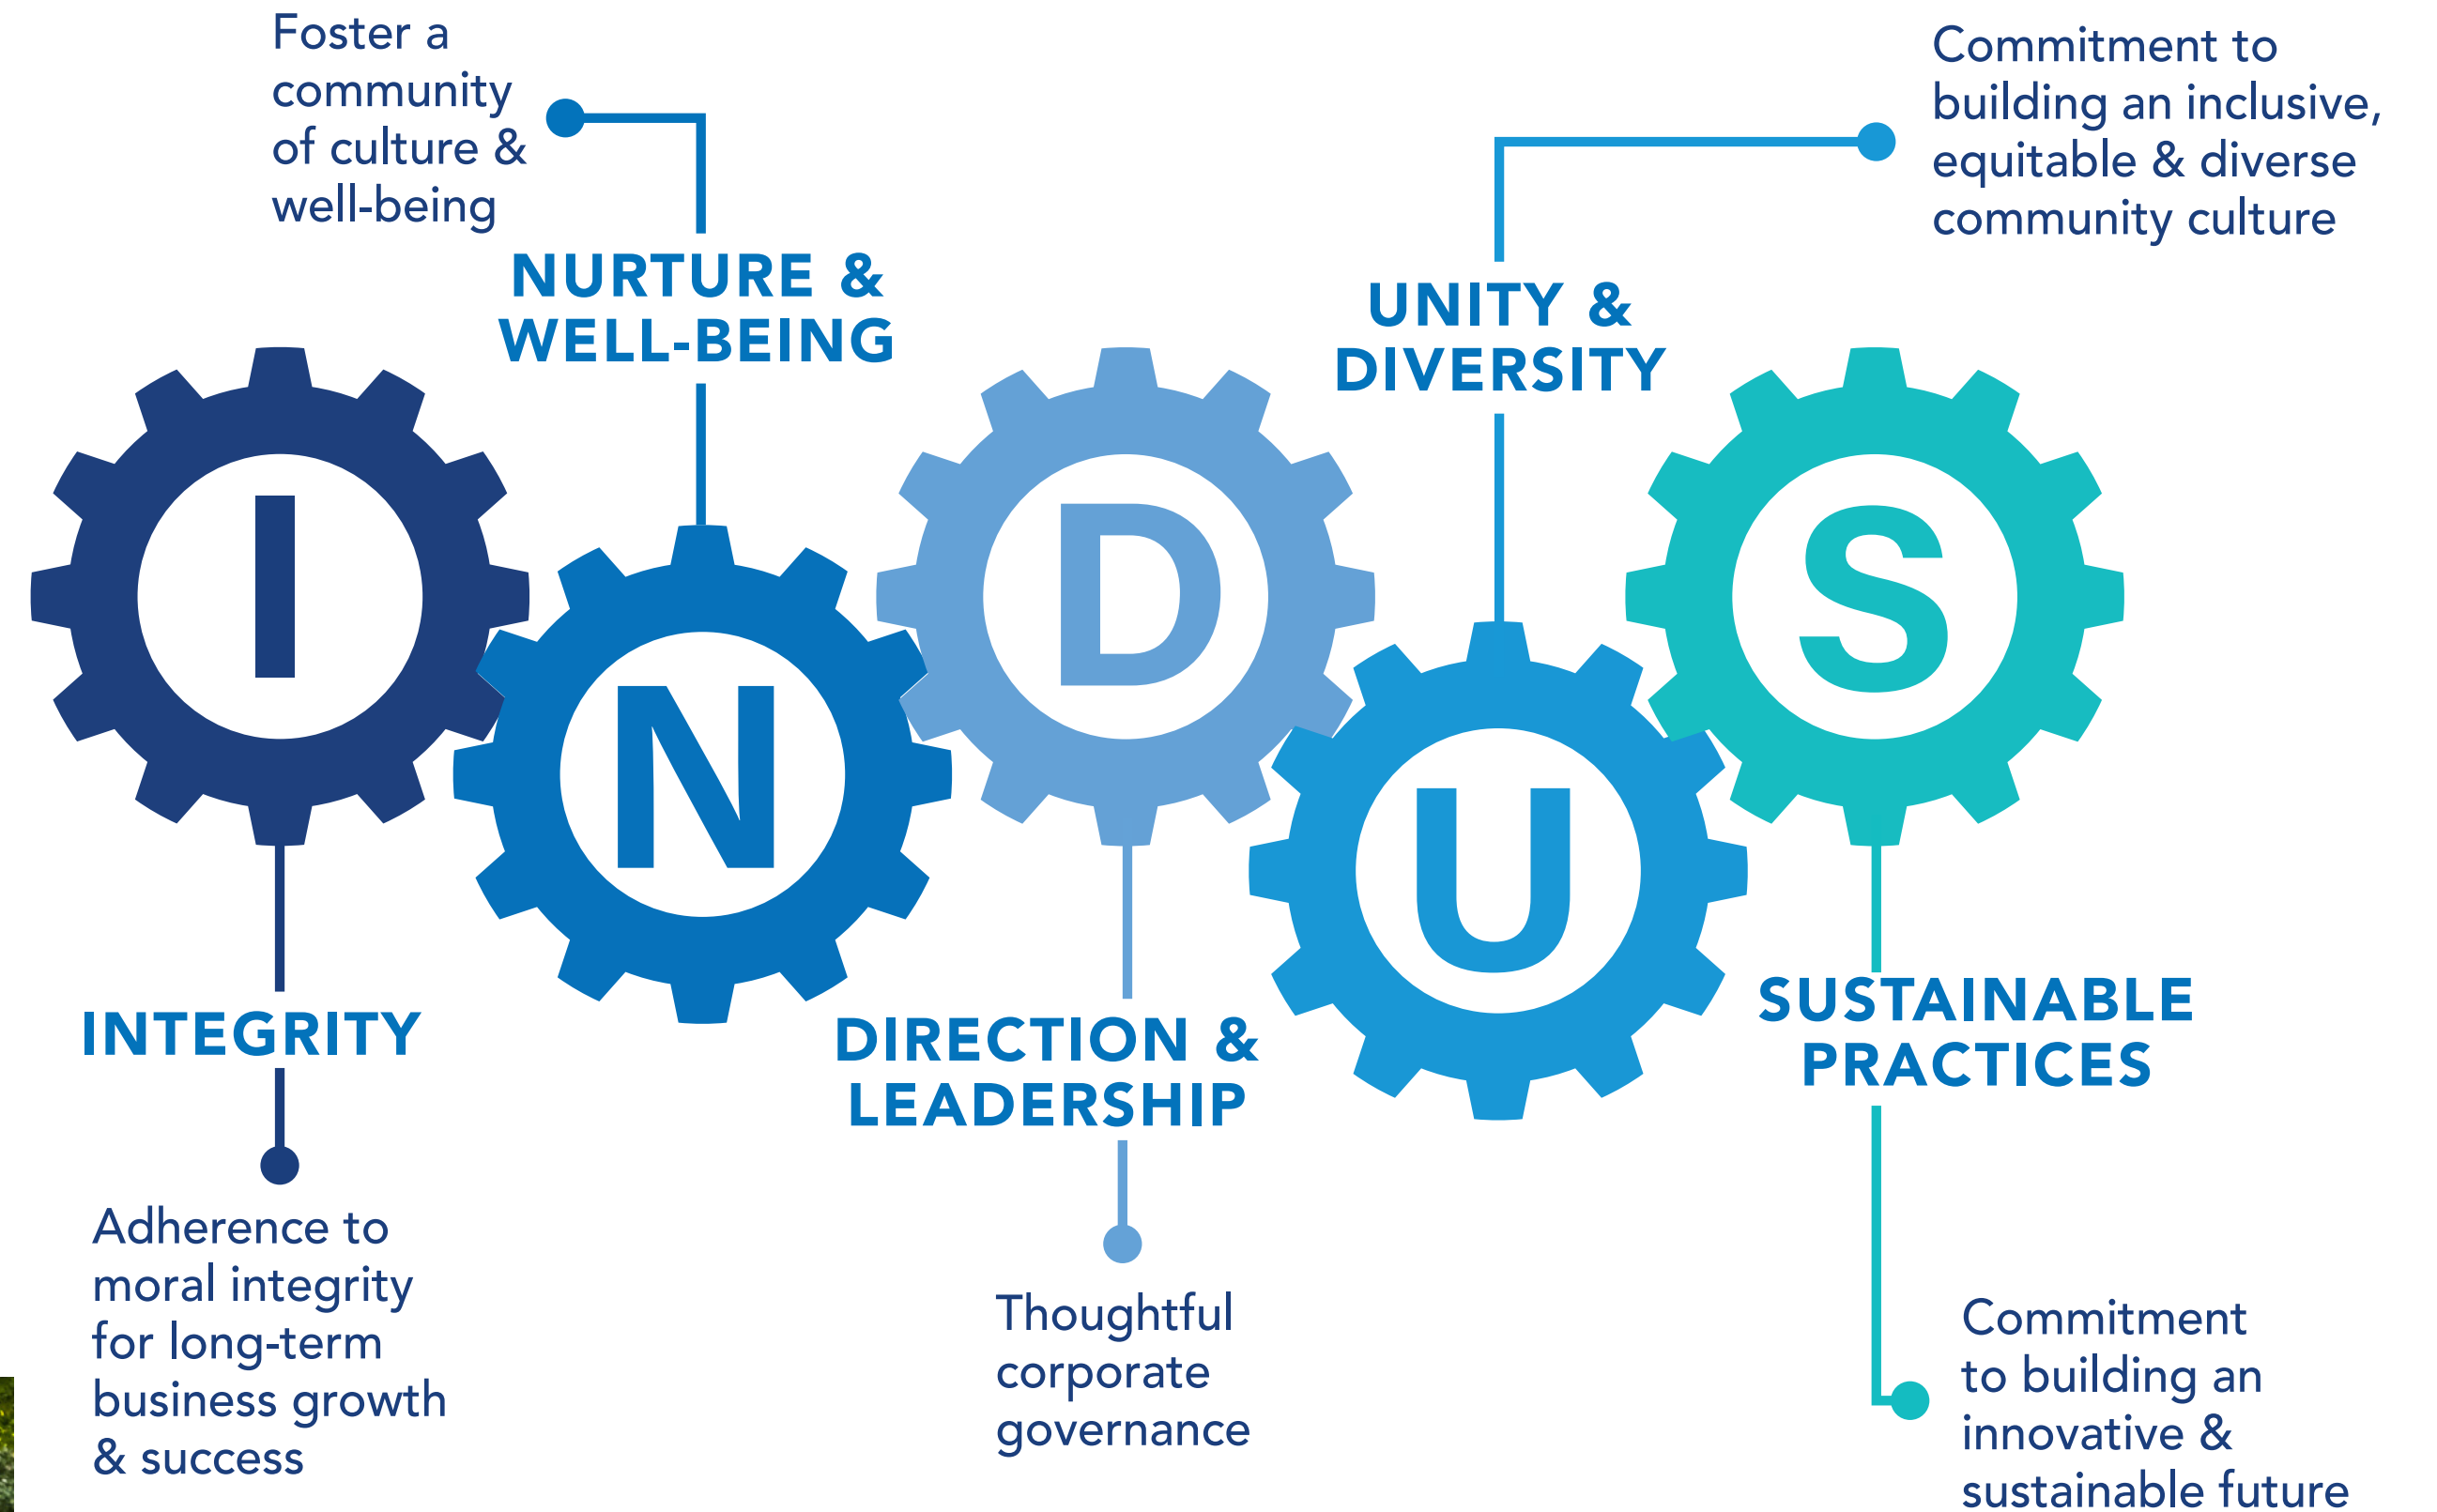 Foster a
community
of culture &
well-being
NURTURE &
WELL-BEING
Commitment to
building an inclusive,
equitable & diverse
community culture
UNITY &
DIVERSITY
I
N
D
U
S
INTEGRITY
Adherence to
moral integrity
for long-term
business growth
& success
DIRECTION &
LEADERSHIP
Thoughtful
corporate
governance
SUSTAINABLE
PRACTICES
Commitment
to building an
innovative &
sustainable future